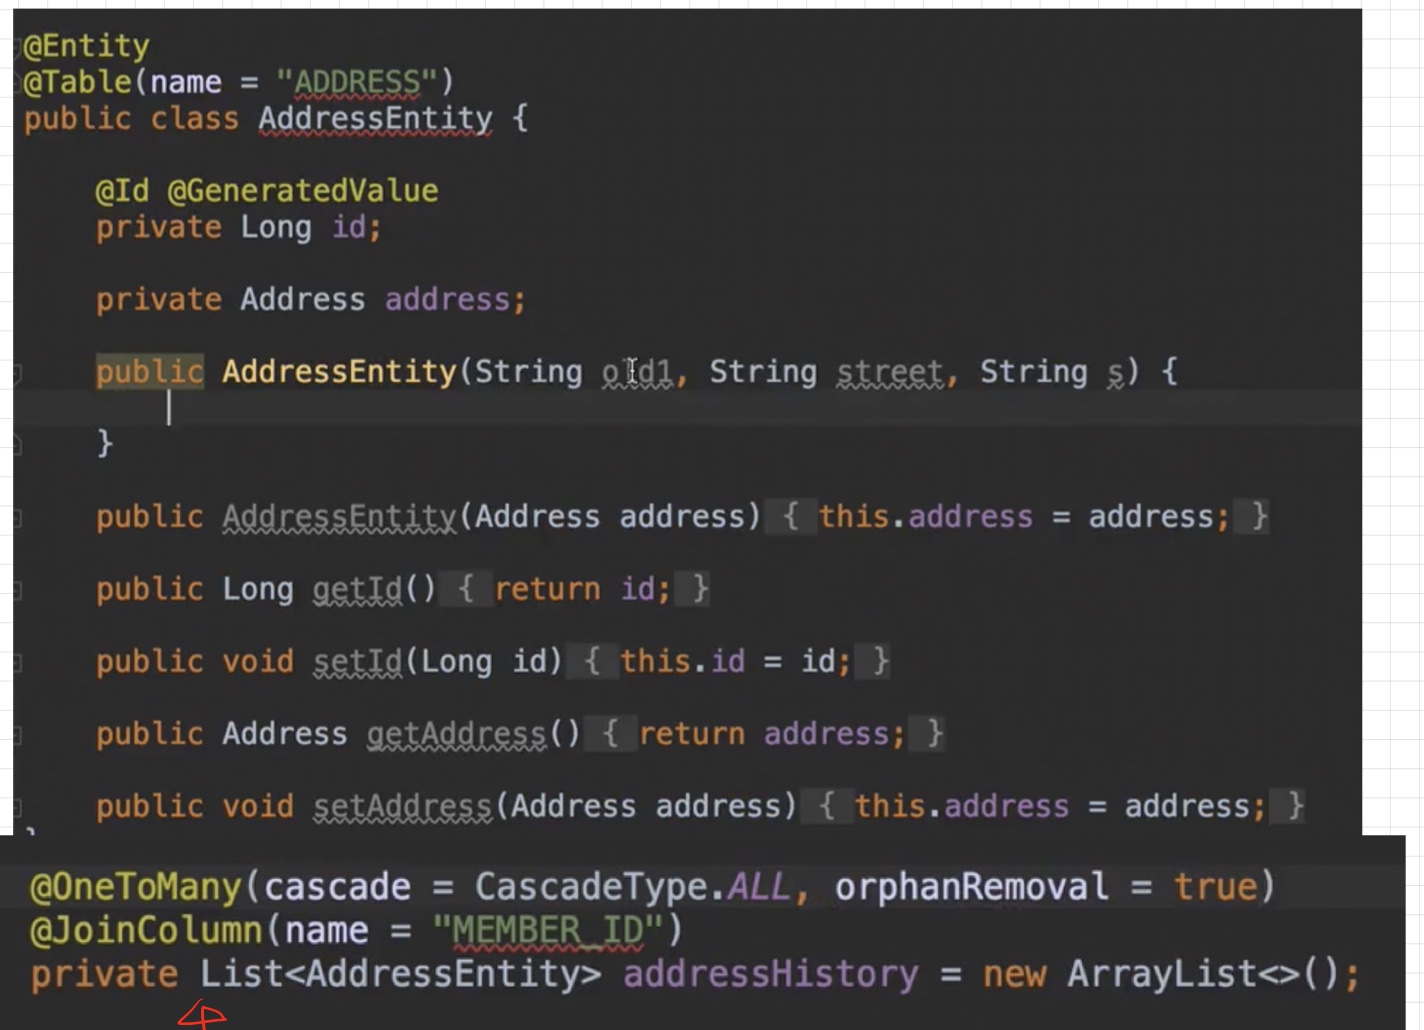 @Entity
@Table(name = "ADDRESS")
public class AddressEntity {
@Id @GeneratedValue
private Long id;
private Address address;
public AddressEntity(String old1, String street, String s) {
}
public AddressEntity(Address address) { this.address = address; }
public Long getId() { return id; }
public void setId(Long id) { this.id = id; }
public Address getAddress() { return address; }
public void setAddress(Address address) { this.address = address; }
@OneToMany(cascade = CascadeType.ALL, orphanRemoval = true)
@JoinColumn(name = "MEMBER_ID")
private List<AddressEntity> addressHistory = new ArrayList<>();